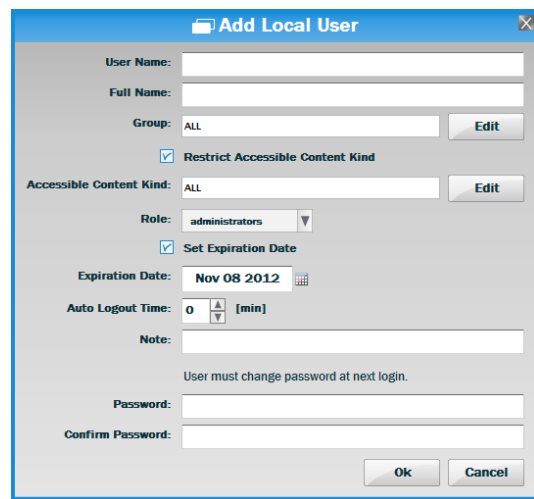 Add Local User
User Name:
Full Name:
Group: ALL Edit
Restrict Accessible Content Kind
Accessible Content Kind: ALL Edit
Role: administrators
Set Expiration Date
Expiration Date: Nov 08 2012
Auto Logout Time: 0 [min]
Note:
User must change password at next login.
Password:
Confirm Password:
Ok Cancel